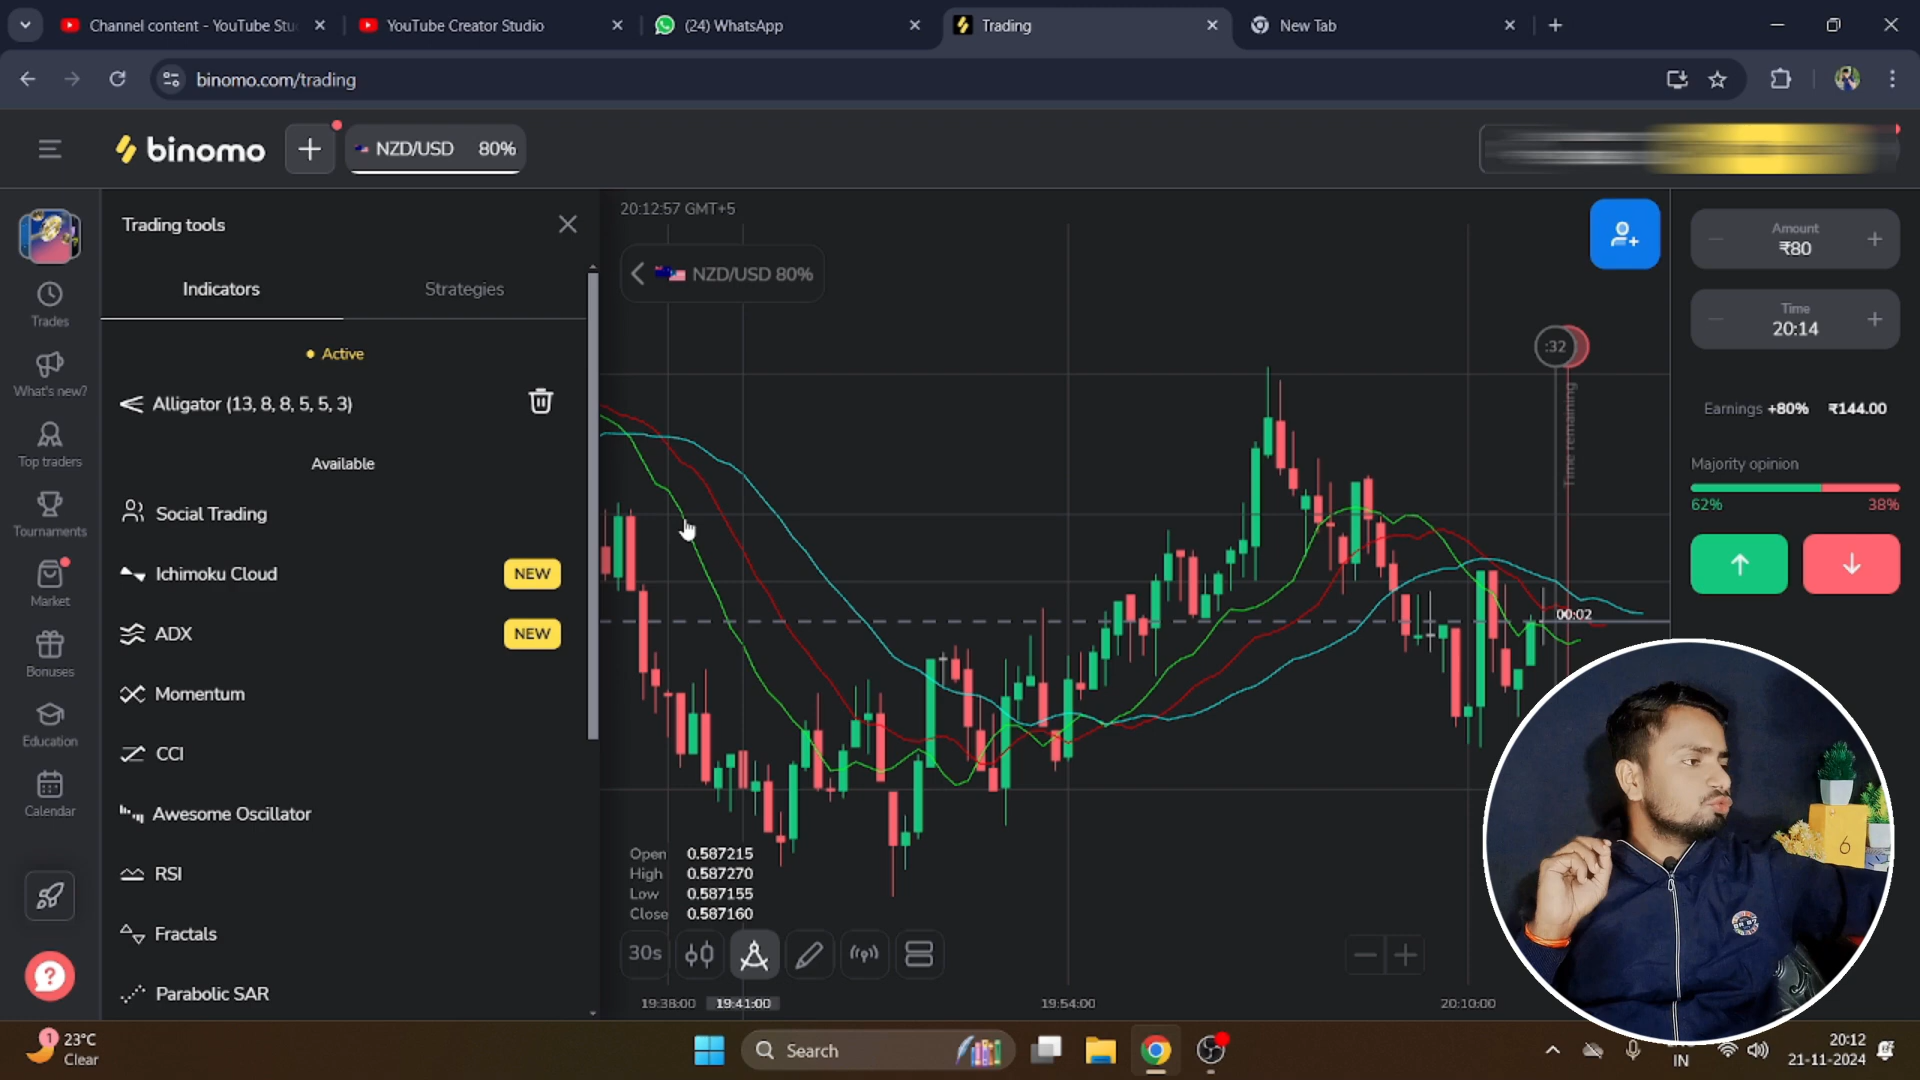 Channel content - YouTube Stu
YouTube Creator Studio
(24) WhatsApp
Trading
New Tab
binomo.com/trading
binomo
NZD/USD 80%
Trading tools
Indicators
Strategies
Active
Alligator (13, 8, 8, 5, 5, 3)
Available
Social Trading
Ichimoku Cloud
NEW
ADX
NEW
Momentum
CCI
Awesome Oscillator
RSI
Fractals
Parabolic SAR
Trades
What's new?
Top traders
Tournaments
Market
Bonuses
Education
Calendar
20:12:57 GMT+5
NZD/USD 80%
:32
Time remaining
00:02
Open 0.587215
High 0.587270
Low 0.587155
Close 0.587160
30s
19:38:00
19:41:00
19:54:00
20:10:00
Amount
₹80
Time
20:14
Earnings +80% ₹144.00
Majority opinion
62%
38%
6
1
23°C
Clear
Search
IN
20:12
21-11-2024